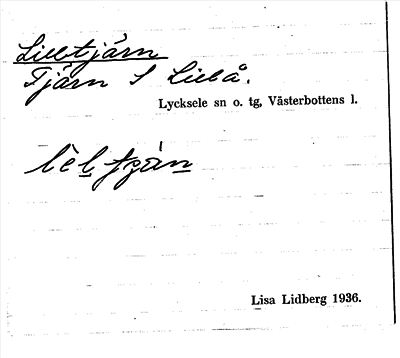 Lilltjärn
Tjärn S Lillå.
Lycksele sn o. tg, Västerbottens l.
Lisa Lidberg 1936.